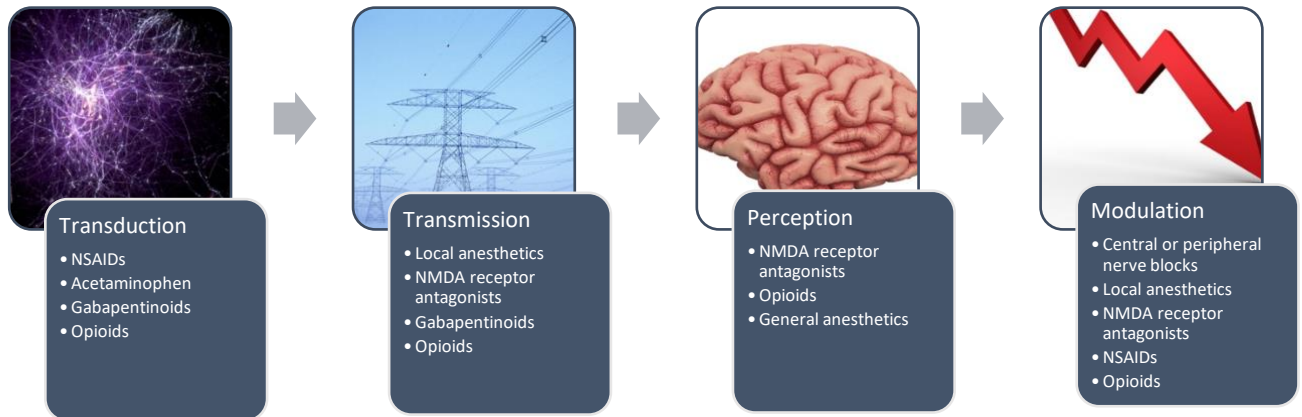 Transduction
• NSAIDs
• Acetaminophen
• Gabapentinoids
• Opioids
Transmission
• Local anesthetics
• NMDA receptor
antagonists
• Gabapentinoids
• Opioids
Perception
• NMDA receptor
antagonists
• Opioids
• General anesthetics
Modulation
• Central or peripheral
nerve blocks
• Local anesthetics
• NMDA receptor
antagonists
• NSAIDs
• Opioids